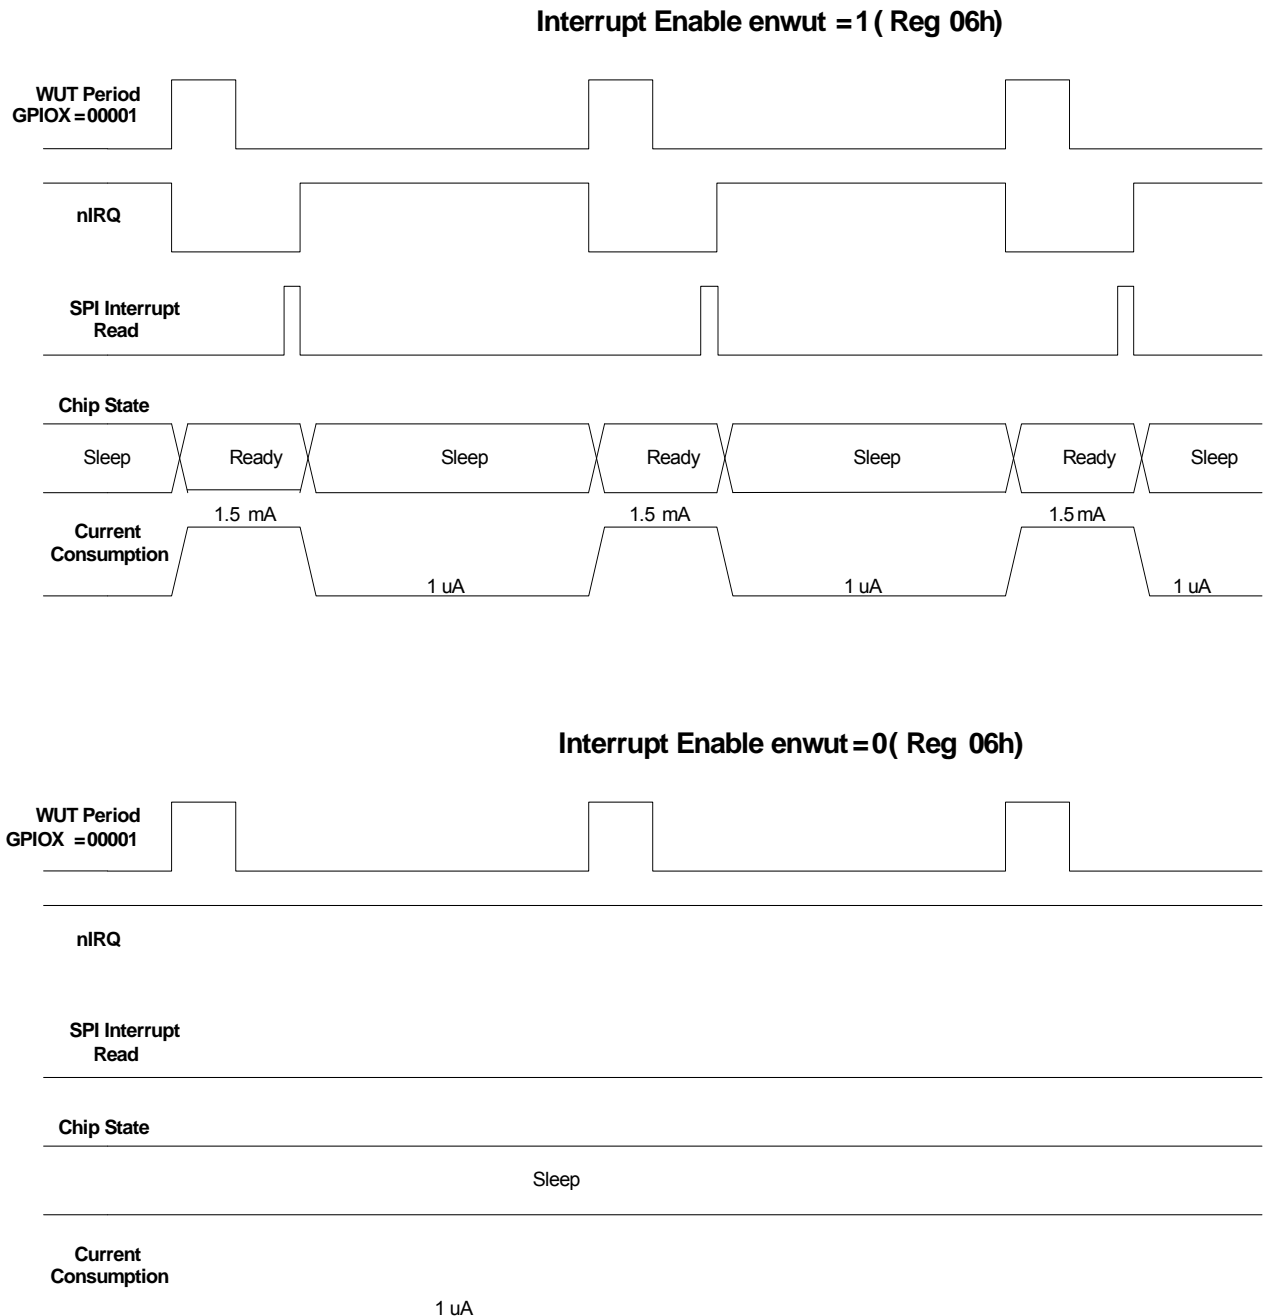 Interrupt Enable enwut =1 ( Reg 06h)
WUT Period
GPIOX =00001
nIRQ
SPI Interrupt
Read
Chip State
Sleep Ready Sleep Ready Sleep Ready Sleep
1.5 mA 1.5 mA 1.5 mA
Current
Consumption
1 uA 1 uA 1 uA
Interrupt Enable enwut =0 ( Reg 06h)
WUT Period
GPIOX =00001
nIRQ
SPI Interrupt
Read
Chip State
Sleep
Current
Consumption
1 uA